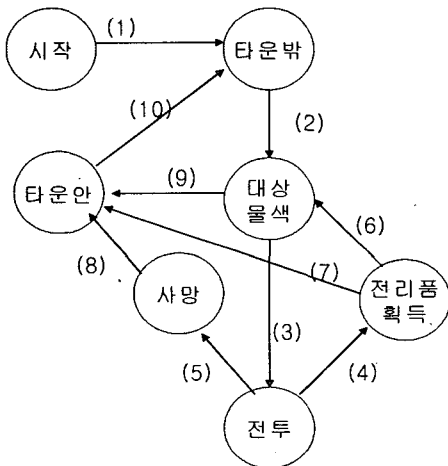 (1)
시작
타운밖
(10)
(2)
타운안
(9)
대상
물색
(6)
(8)
(7)
사망
전리품
획득
(3)
(5)
(4)
전투